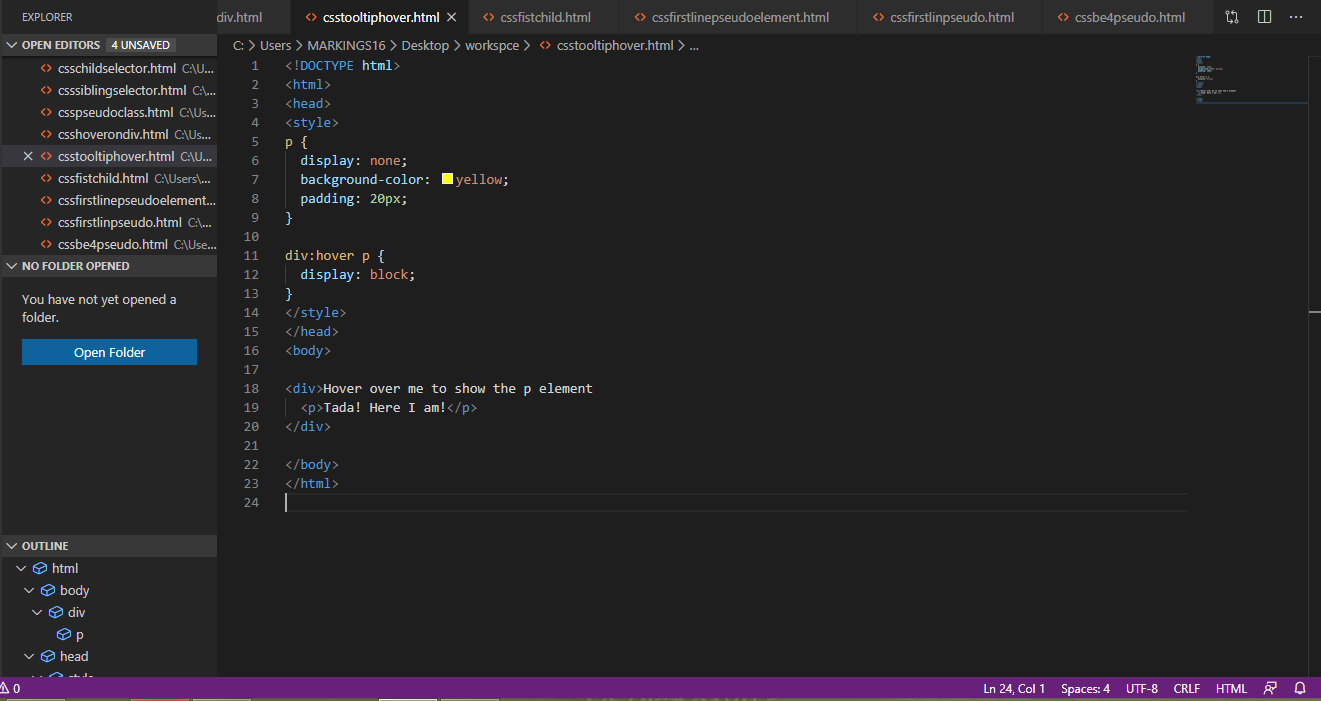 EXPLORER
div.html
csstooltiphover.html
cssfistchild.html
cssfirstlinepseudoelement.html
cssfirstlinpseudo.html
cssbe4pseudo.html
...
OPEN EDITORS 4 UNSAVED
C: > Users > MARKINGS16 > Desktop > workspce > csstooltiphover.html > ...
csschildselector.html C:\U...
csssiblingselector.html C:\...
csspseudoclass.html C:\Us...
csshoverondiv.html C:\Us...
csstooltiphover.html C:\U...
cssfistchild.html C:\Users\...
cssfirstlinepseudoelement...
cssfirstlinpseudo.html C:\...
cssbe4pseudo.html C:\Use...
NO FOLDER OPENED
You have not yet opened a
folder.
Open Folder
OUTLINE
html
body
div
p
head
style
1 <!DOCTYPE html>
2 <html>
3 <head>
4 <style>
5 p {
6   display: none;
7   background-color: yellow;
8   padding: 20px;
9 }
10
11 div:hover p {
12   display: block;
13 }
14 </style>
15 </head>
16 <body>
17
18 <div>Hover over me to show the p element
19   <p>Tada! Here I am!</p>
20 </div>
21
22 </body>
23 </html>
24
0
Ln 24, Col 1
Spaces: 4
UTF-8
CRLF
HTML